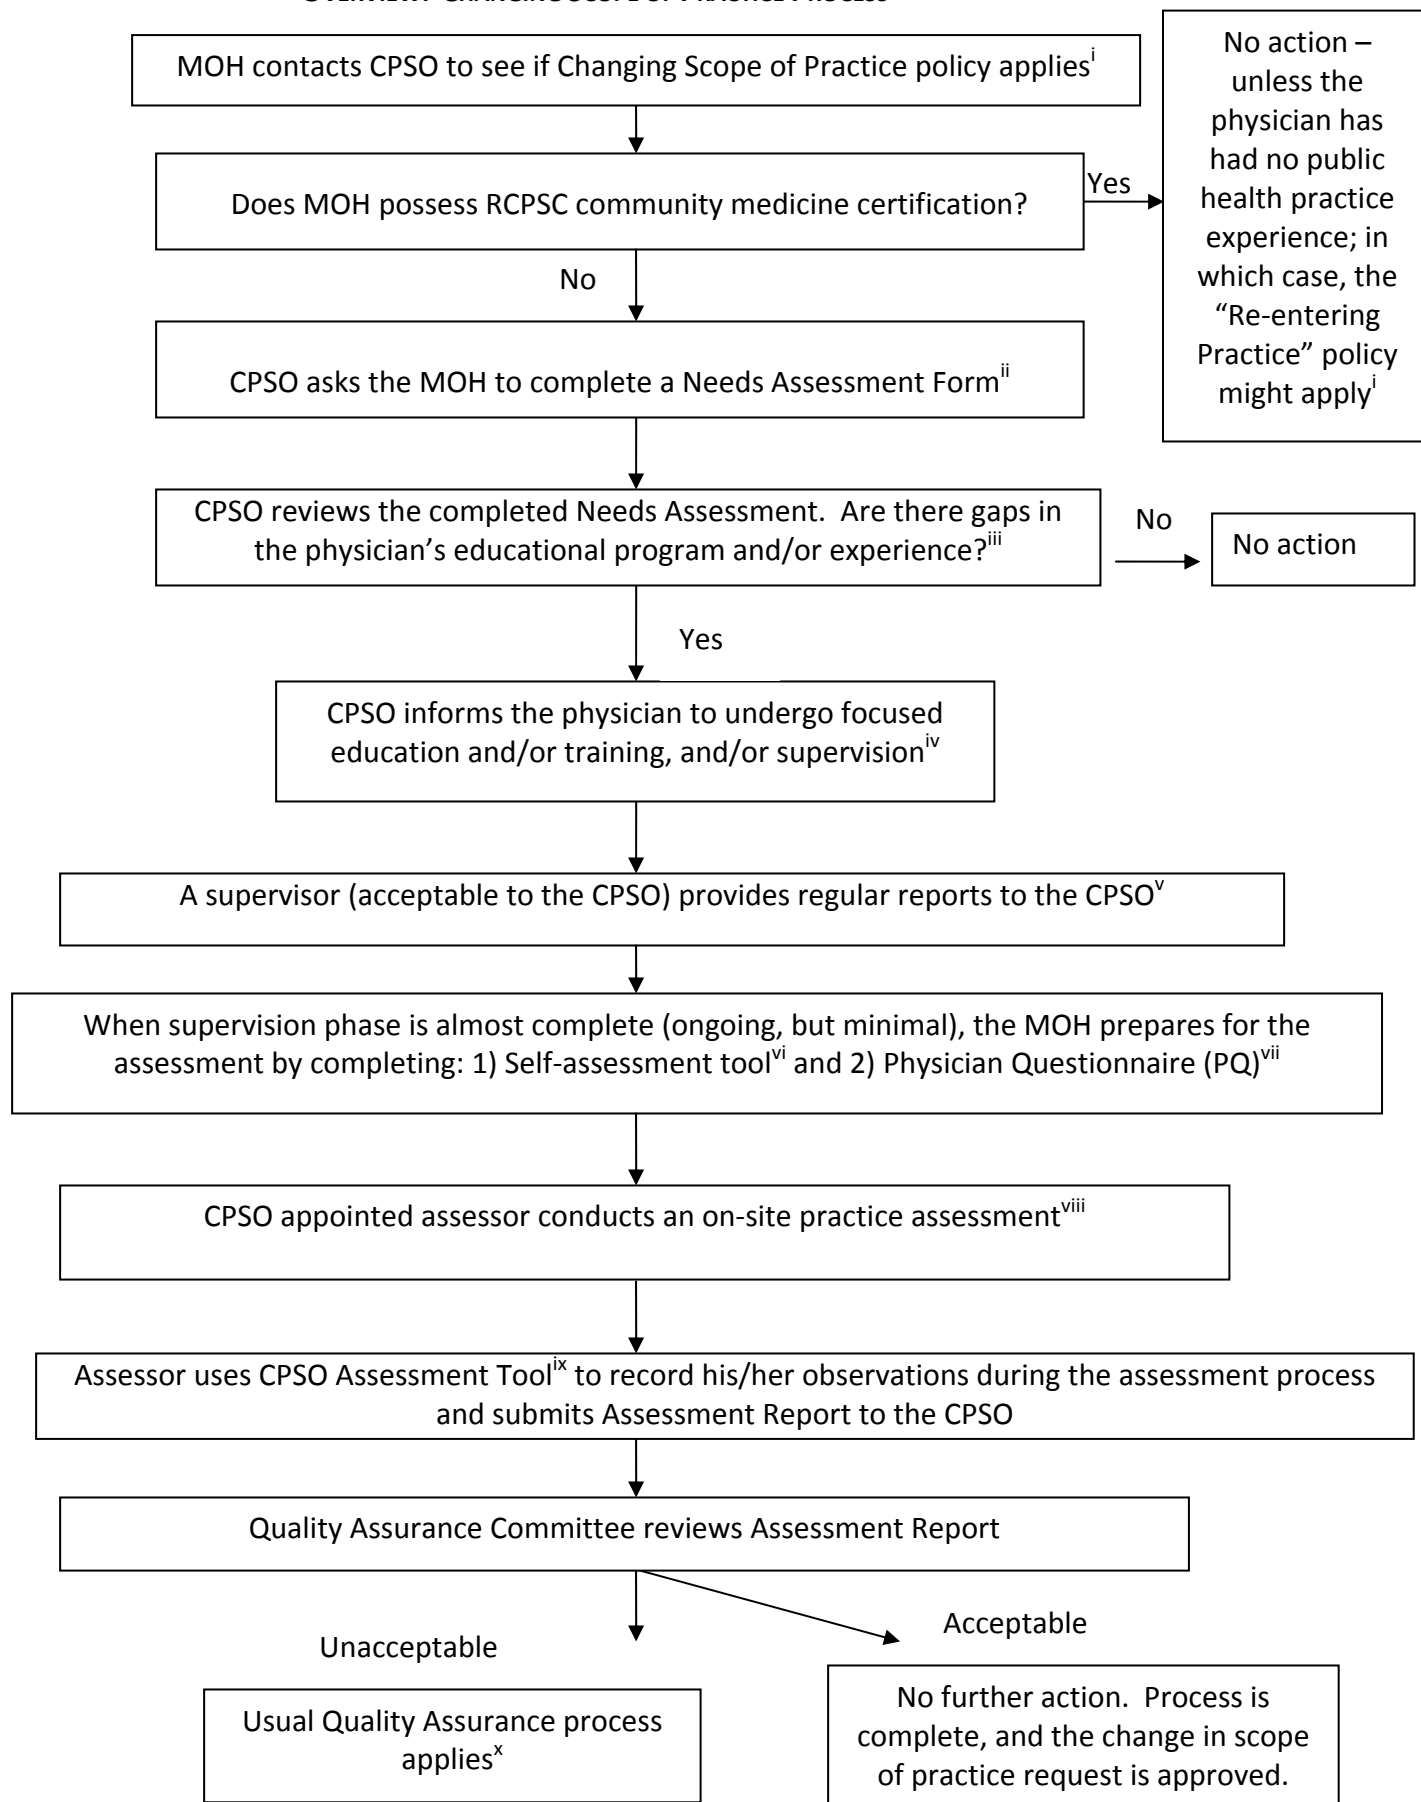 OVERVIEW: CHANGING SCOPE OF PRACTICE PROCESS
MOH contacts CPSO to see if Changing Scope of Practice policy applies^i
No action –
unless the
physician has
had no public
health practice
experience; in
which case, the
“Re-entering
Practice” policy
might apply^i
Does MOH possess RCPSC community medicine certification?
Yes
No
CPSO asks the MOH to complete a Needs Assessment Form^ii
CPSO reviews the completed Needs Assessment.  Are there gaps in
the physician’s educational program and/or experience?^iii
No
No action
Yes
CPSO informs the physician to undergo focused
education and/or training, and/or supervision^iv
A supervisor (acceptable to the CPSO) provides regular reports to the CPSO^v
When supervision phase is almost complete (ongoing, but minimal), the MOH prepares for the
assessment by completing: 1) Self-assessment tool^vi and 2) Physician Questionnaire (PQ)^vii
CPSO appointed assessor conducts an on-site practice assessment^viii
Assessor uses CPSO Assessment Tool^ix to record his/her observations during the assessment process
and submits Assessment Report to the CPSO
Quality Assurance Committee reviews Assessment Report
Unacceptable
Acceptable
Usual Quality Assurance process
applies^x
No further action.  Process is
complete, and the change in scope
of practice request is approved.